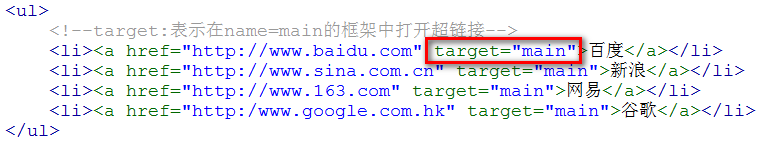 <ul>
<!--target:表示在name=main的框架中打开超链接-->
<li><a href="http://www.baidu.com" target="main">百度</a></li>
<li><a href="http://www.sina.com.cn" target="main">新浪</a></li>
<li><a href="http://www.163.com" target="main">网易</a></li>
<li><a href="http:/www.google.com.hk" target="main">谷歌</a></li>
</ul>